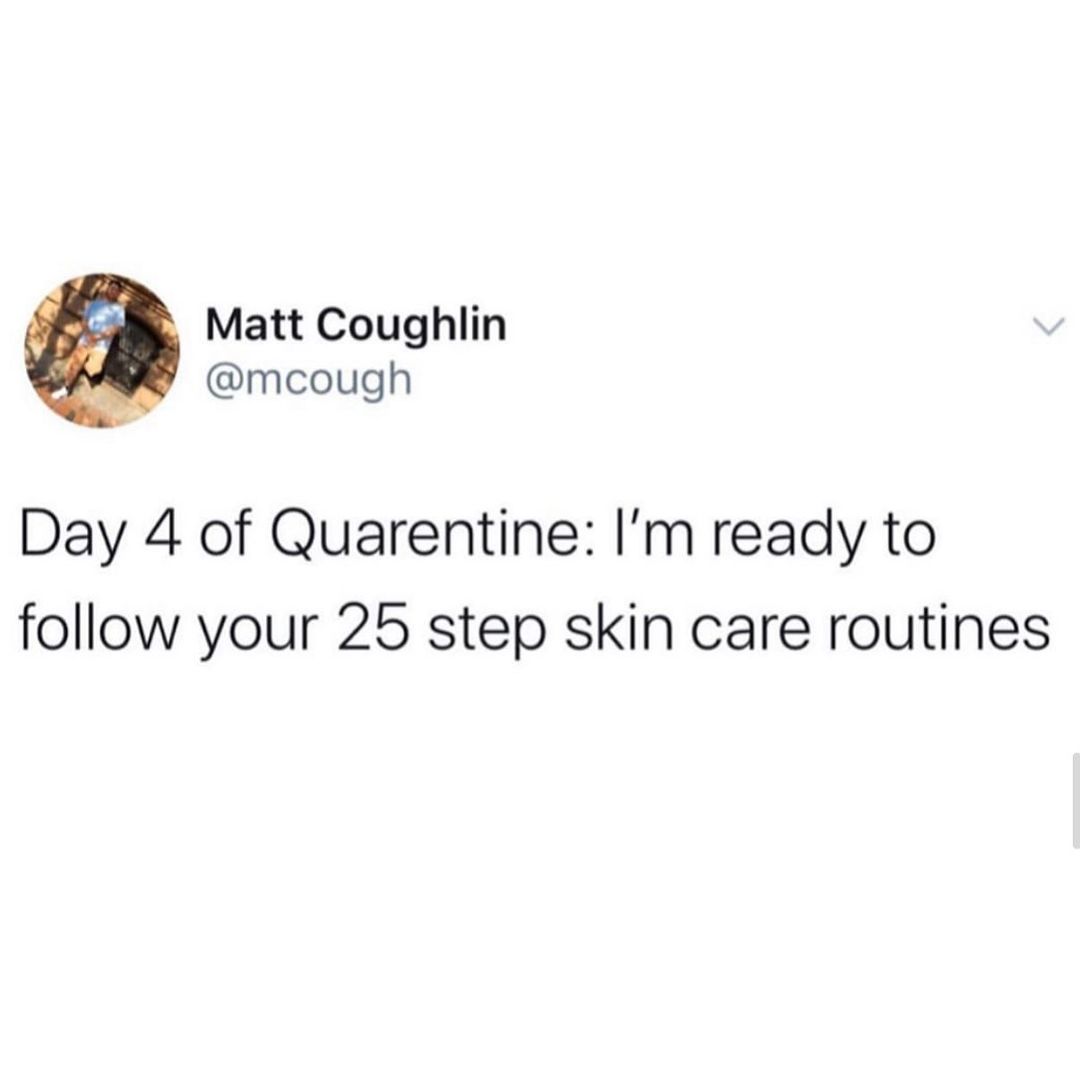 Matt Coughlin
@mcough
Day 4 of Quarentine: I'm ready to
follow your 25 step skin care routines